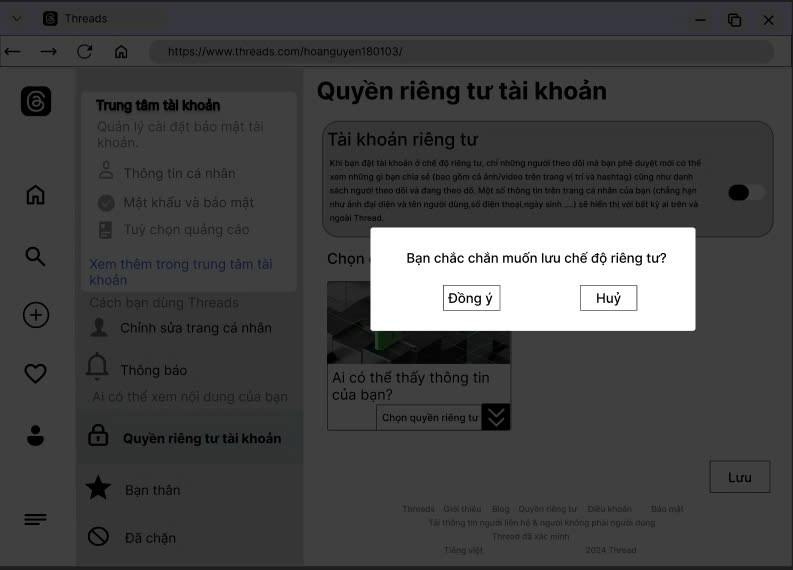 Threads
https://www.threads.com/hoanguyen180103/
Trung tâm tài khoản
Quản lý cài đặt bảo mật tài
khoản.
Thông tin cá nhân
Mật khẩu và bảo mật
Tuỳ chọn quảng cáo
Xem thêm trong trung tâm tài
khoản
Cách bạn dùng Threads
Chỉnh sửa trang cá nhân
Thông báo
Ai có thể xem nội dung của bạn
Quyền riêng tư tài khoản
Bạn thân
Đã chặn
Quyền riêng tư tài khoản
Tài khoản riêng tư
Khi bạn đặt tài khoản ở chế độ riêng tư, chỉ những người theo dõi mà bạn phê duyệt mới có thể
xem những gì bạn chia sẻ (bao gồm cả ảnh/video trên trang vị trí và hashtag) cũng như danh
sách người theo dõi và đang theo dõ. Một số thông tin trên trang cá nhân của bạn (chẳng hạn
như ảnh đại diện và tên người dùng,số điện thoại,ngày sinh ....) sẽ hiển thị với bất kỳ ai trên và
ngoài Thread.
Chọn
Bạn chắc chắn muốn lưu chế độ riêng tư?
Đồng ý Huỷ
Ai có thể thấy thông tin
của bạn?
Chọn quyền riêng tư
Lưu
Threads Giới thiệu Blog Quyền riêng tư Điều khoản Bảo mật
Tải thông tin người liên hệ & người không phải người dùng
Thread đã xác minh
Tiếng việt 2024 Thread